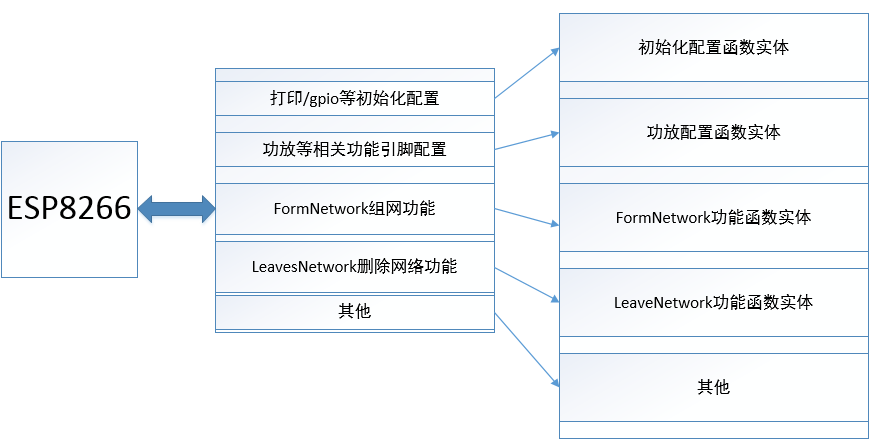 ESP8266
打印/gpio等初始化配置
功放等相关功能引脚配置
FormNetwork组网功能
LeavesNetwork删除网络功能
其他
初始化配置函数实体
功放配置函数实体
FormNetwork功能函数实体
LeaveNetwork功能函数实体
其他